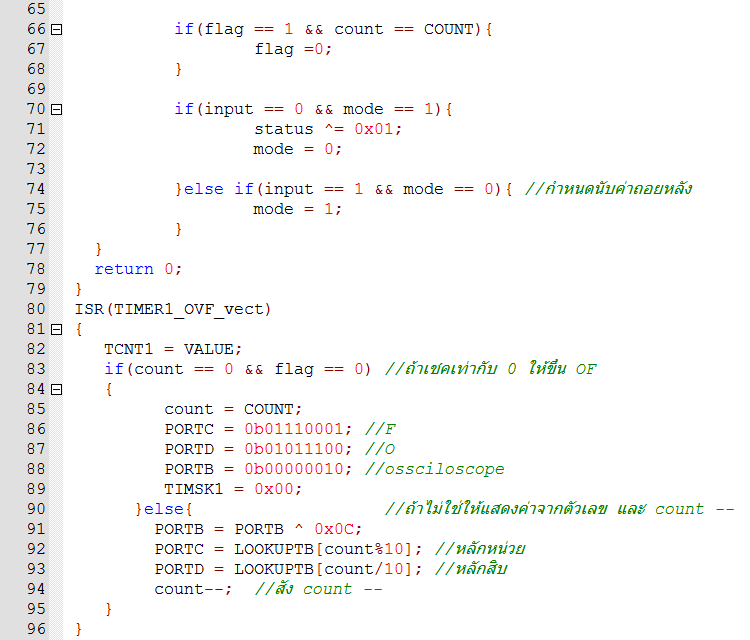 65
66 if(flag == 1 && count == COUNT){
67 flag =0;
68 }
69
70 if(input == 0 && mode == 1){
71 status ^= 0x01;
72 mode = 0;
73
74 }else if(input == 1 && mode == 0){ //กำหนดนับค่าถอยหลัง
75 mode = 1;
76 }
77 }
78 return 0;
79 }
80 ISR(TIMER1_OVF_vect)
81 {
82 TCNT1 = VALUE;
83 if(count == 0 && flag == 0) //ถ้าเชคเท่ากับ 0 ให้ขึ้น OF
84 {
85 count = COUNT;
86 PORTC = 0b01110001; //F
87 PORTD = 0b01011100; //O
88 PORTB = 0b00000010; //ossciloscope
89 TIMSK1 = 0x00;
90 }else{ //ถ้าไม่ใช่ให้แสดงค่าจากตัวเลข และ count --
91 PORTB = PORTB ^ 0x0C;
92 PORTC = LOOKUPTB[count%10]; //หลักหน่วย
93 PORTD = LOOKUPTB[count/10]; //หลักสิบ
94 count--; //สั่ง count --
95 }
96 }